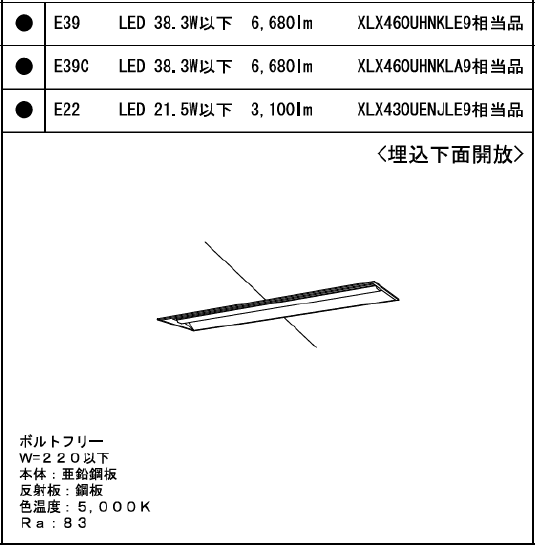 ● E39 LED 38.3W以下 6,680lm XLX460UHNKLE9相当品
● E39C LED 38.3W以下 6,680lm XLX460UHNKLA9相当品
● E22 LED 21.5W以下 3,100lm XLX430UENJLE9相当品
〈埋込下面開放〉
ボルトフリー
W=220以下
本体：亜鉛鋼板
反射板：鋼板
色温度：5,000K
Ra：83